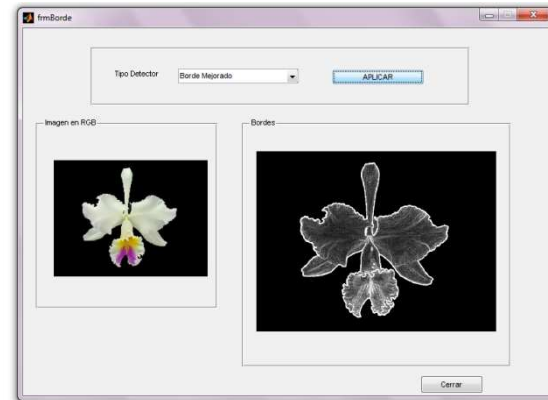 frmBorde
Tipo Detector
Borde Mejorado
APLICAR
Imagen en RGB
Bordes
Cerrar